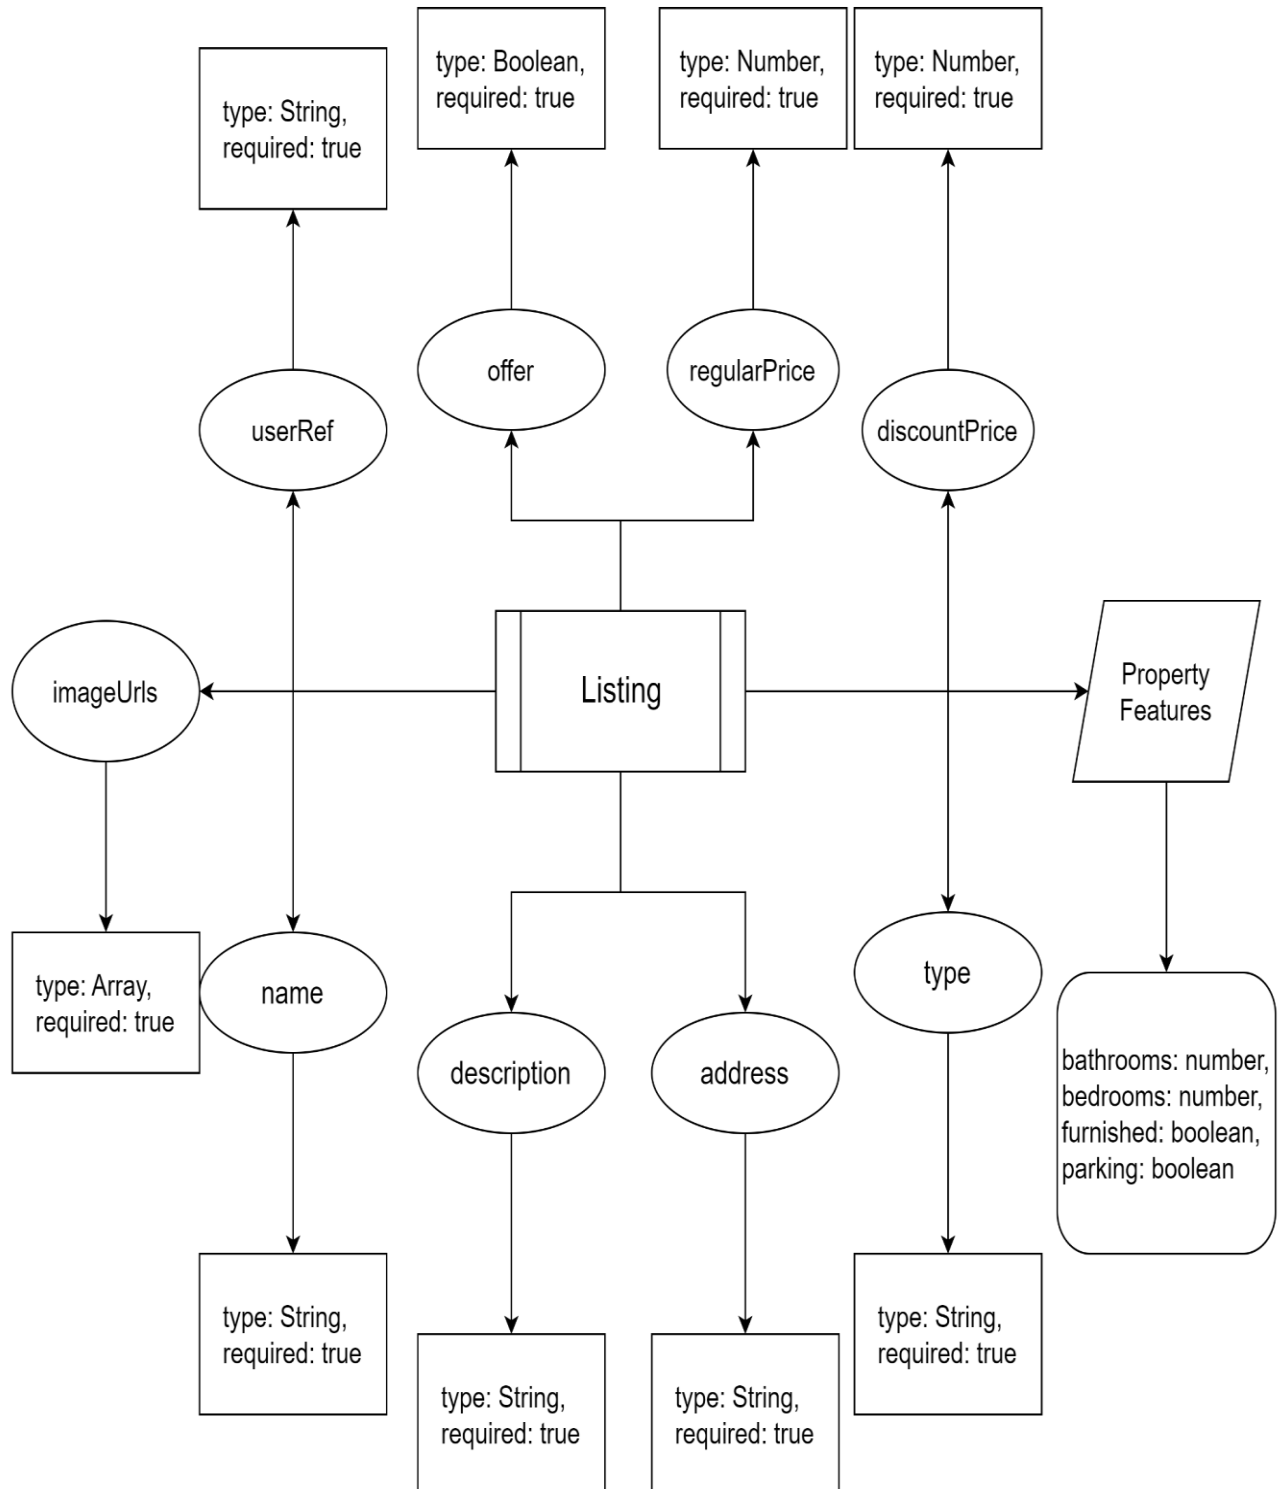 type: Boolean,
required: true
type: Number,
required: true
type: Number,
required: true
type: String,
required: true
offer
regularPrice
userRef
discountPrice
imageUrls
Listing
Property
Features
type: Array,
required: true
name
type
description
address
bathrooms: number,
bedrooms: number,
furnished: boolean,
parking: boolean
type: String,
required: true
type: String,
required: true
type: String,
required: true
type: String,
required: true